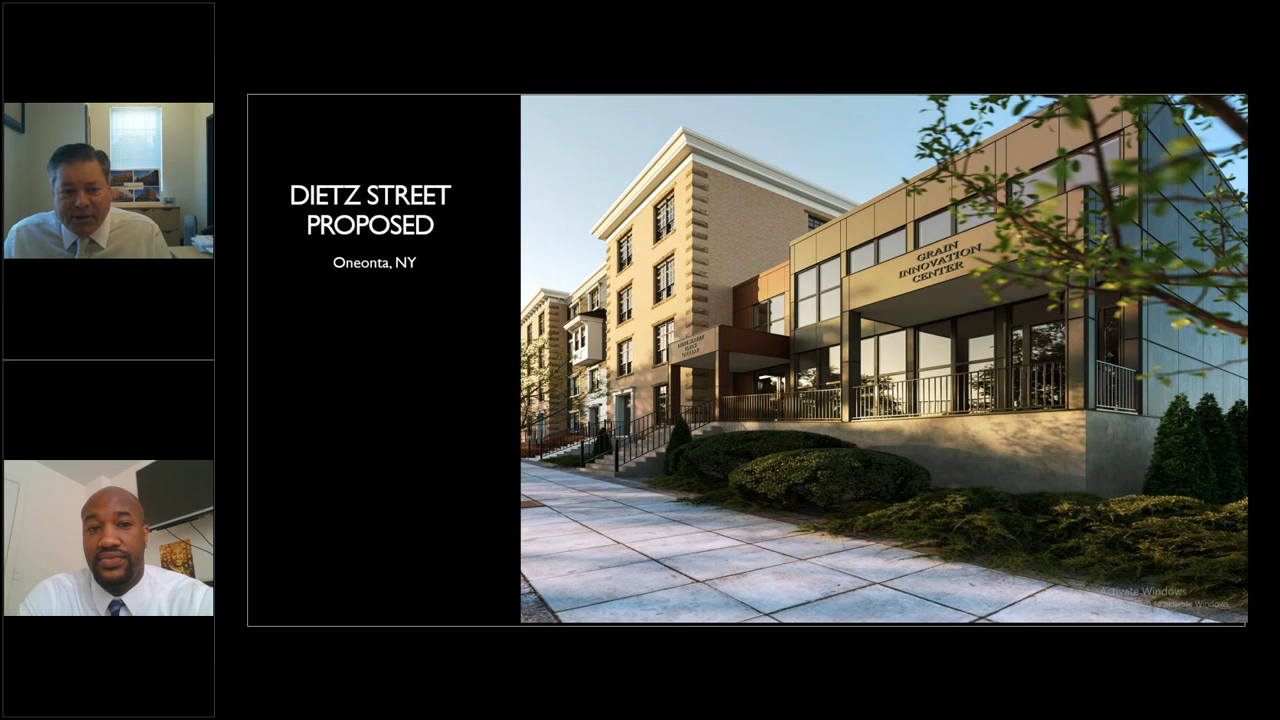 DIETZ STREET
PROPOSED
Oneonta, NY
GRAIN
INNOVATION
CENTER
Activate Windows